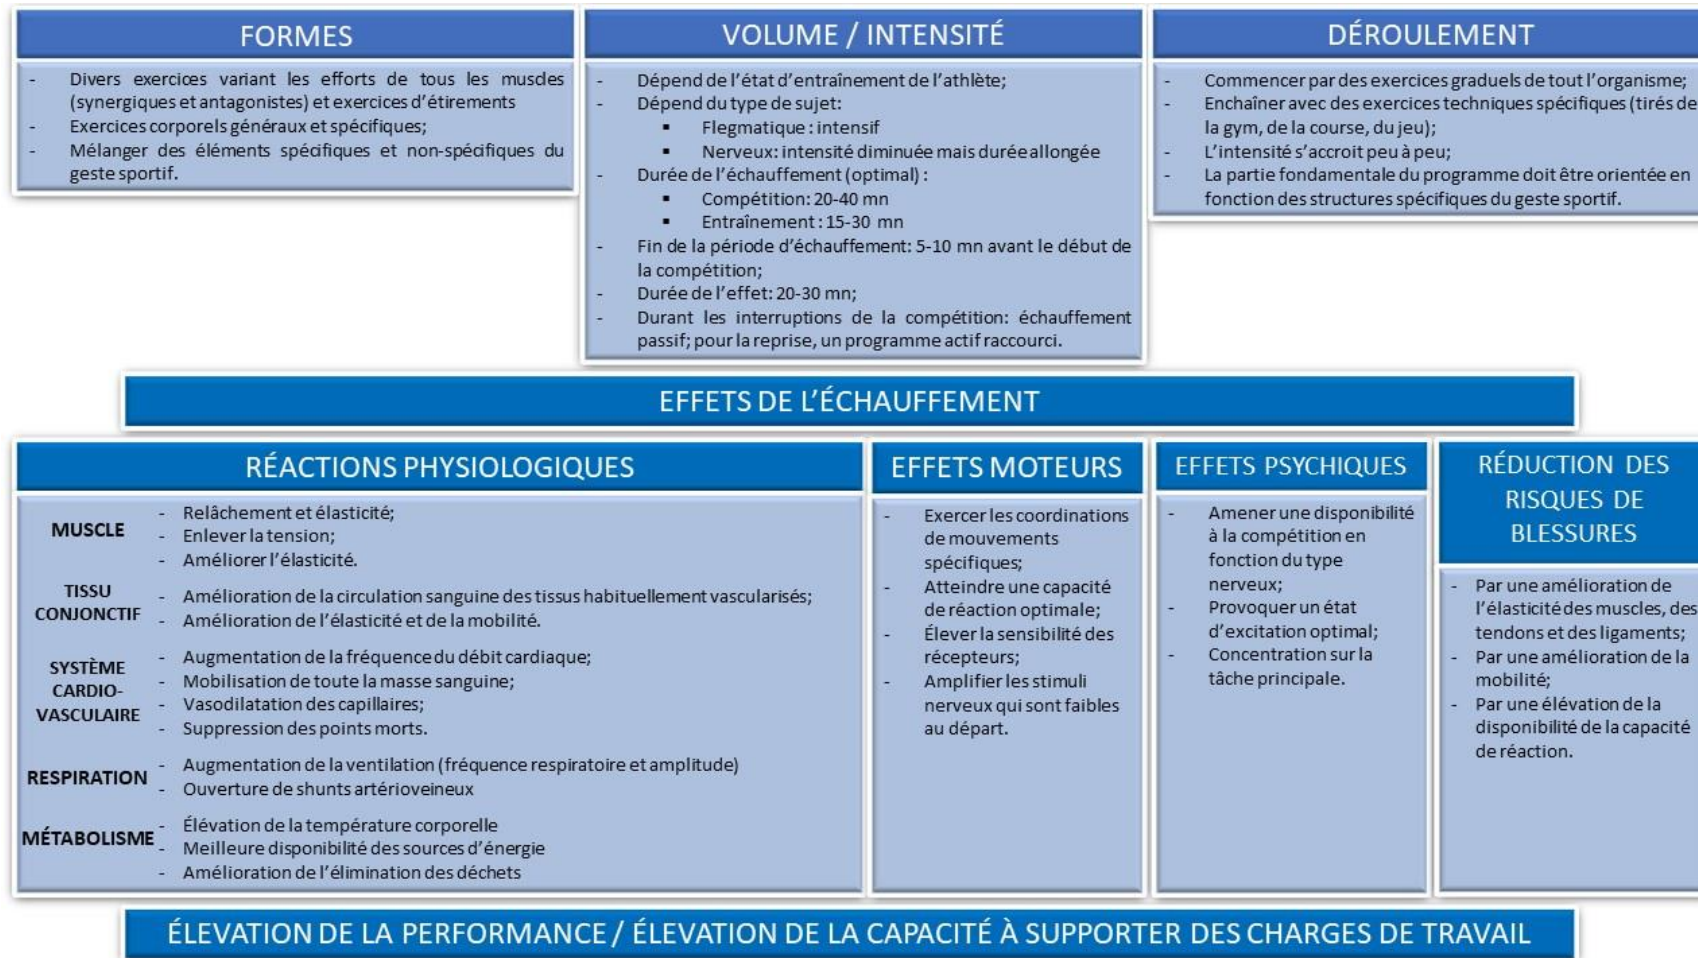 FORMES
- Divers exercices variant les efforts de tous les muscles
(synergiques et antagonistes) et exercices d'étirements
- Exercices corporels généraux et spécifiques;
- Mélanger des éléments spécifiques et non-spécifiques du
geste sportif.
VOLUME / INTENSITÉ
- Dépend de l'état d'entraînement de l'athlète;
- Dépend du type de sujet:
▪ Flegmatique : intensif
▪ Nerveux: intensité diminuée mais durée allongée
- Durée de l'échauffement (optimal) :
▪ Compétition: 20-40 mn
▪ Entraînement : 15-30 mn
- Fin de la période d'échauffement: 5-10 mn avant le début de
la compétition;
- Durée de l'effet: 20-30 mn;
- Durant les interruptions de la compétition: échauffement
passif; pour la reprise, un programme actif raccourci.
DÉROULEMENT
- Commencer par des exercices graduels de tout l'organisme;
- Enchaîner avec des exercices techniques spécifiques (tirés de
la gym, de la course, du jeu);
- L'intensité s'accroit peu à peu;
- La partie fondamentale du programme doit être orientée en
fonction des structures spécifiques du geste sportif.
EFFETS DE L'ÉCHAUFFEMENT
RÉACTIONS PHYSIOLOGIQUES
MUSCLE
- Relâchement et élasticité;
- Enlever la tension;
- Améliorer l'élasticité.
TISSU
CONJONCTIF
- Amélioration de la circulation sanguine des tissus habituellement vascularisés;
- Amélioration de l'élasticité et de la mobilité.
SYSTÈME
CARDIO-
VASCULAIRE
- Augmentation de la fréquence du débit cardiaque;
- Mobilisation de toute la masse sanguine;
- Vasodilatation des capillaires;
- Suppression des points morts.
RESPIRATION
- Augmentation de la ventilation (fréquence respiratoire et amplitude)
- Ouverture de shunts artérioveineux
MÉTABOLISME
- Élévation de la température corporelle
- Meilleure disponibilité des sources d'énergie
- Amélioration de l'élimination des déchets
EFFETS MOTEURS
- Exercer les coordinations
de mouvements
spécifiques;
- Atteindre une capacité
de réaction optimale;
- Élever la sensibilité des
récepteurs;
- Amplifier les stimuli
nerveux qui sont faibles
au départ.
EFFETS PSYCHIQUES
- Amener une disponibilité
à la compétition en
fonction du type
nerveux;
- Provoquer un état
d'excitation optimal;
- Concentration sur la
tâche principale.
RÉDUCTION DES
RISQUES DE
BLESSURES
- Par une amélioration de
l'élasticité des muscles, des
tendons et des ligaments;
- Par une amélioration de la
mobilité;
- Par une élévation de la
disponibilité de la capacité
de réaction.
ÉLEVATION DE LA PERFORMANCE / ÉLEVATION DE LA CAPACITÉ À SUPPORTER DES CHARGES DE TRAVAIL